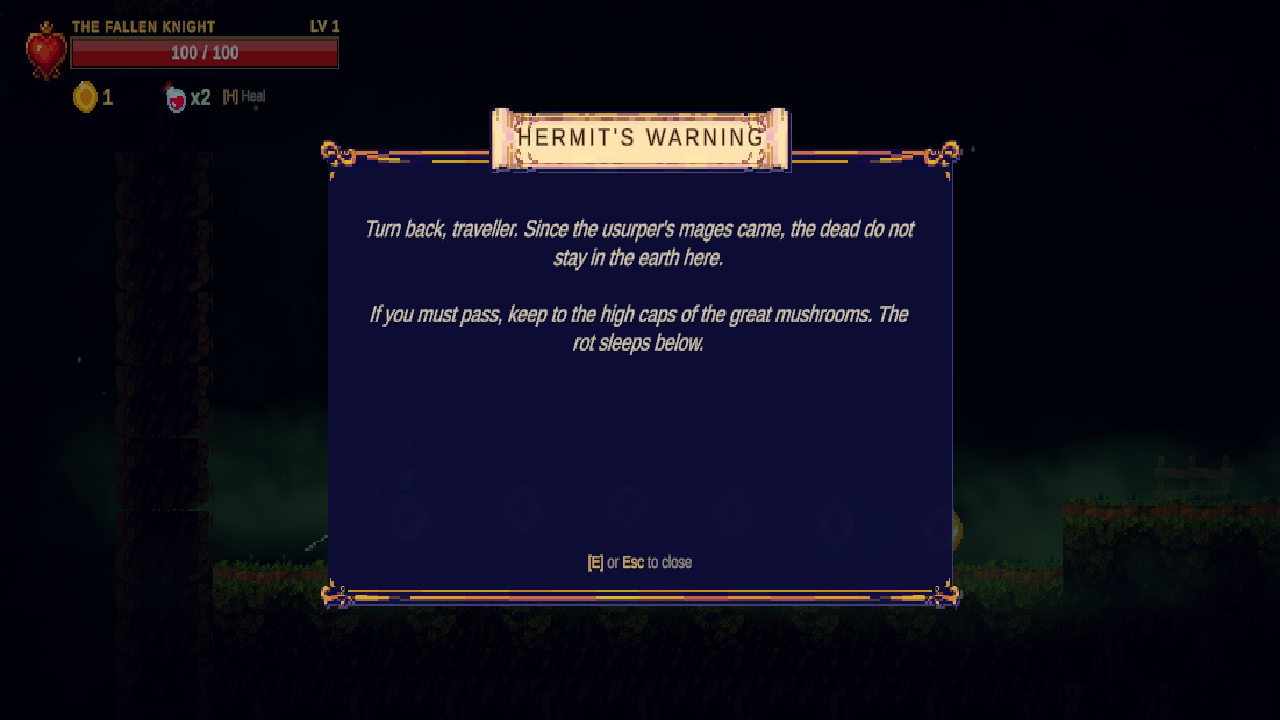 THE FALLEN KNIGHT LV 1
100 / 100
1 x2 [H] Heal
HERMIT'S WARNING
Turn back, traveller. Since the usurper's mages came, the dead do not
stay in the earth here.
If you must pass, keep to the high caps of the great mushrooms. The
rot sleeps below.
[E] or Esc to close